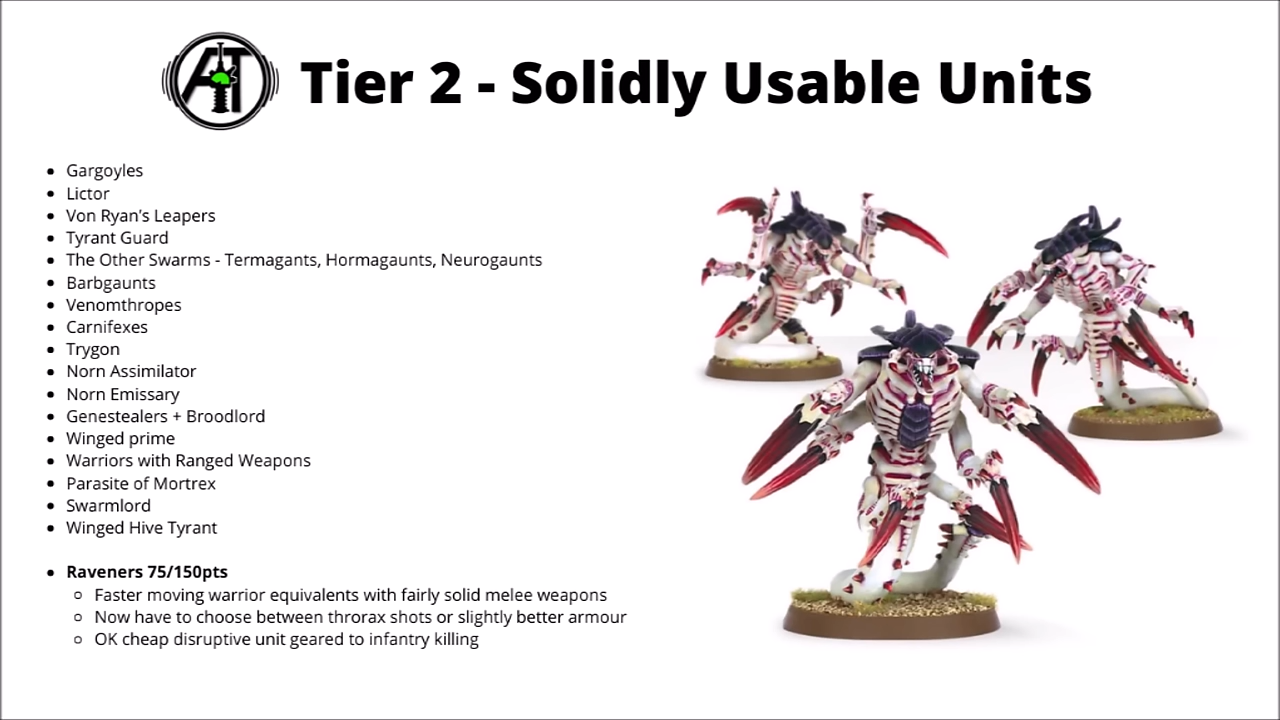 AT
Tier 2 - Solidly Usable Units
• Gargoyles
• Lictor
• Von Ryan's Leapers
• Tyrant Guard
• The Other Swarms - Termagants, Hormagaunts, Neurogaunts
• Barbgaunts
• Venomthropes
• Carnifexes
• Trygon
• Norn Assimilator
• Norn Emissary
• Genestealers + Broodlord
• Winged prime
• Warriors with Ranged Weapons
• Parasite of Mortrex
• Swarmlord
• Winged Hive Tyrant
• Raveners 75/150pts
◦ Faster moving warrior equivalents with fairly solid melee weapons
◦ Now have to choose between throrax shots or slightly better armour
◦ OK cheap disruptive unit geared to infantry killing